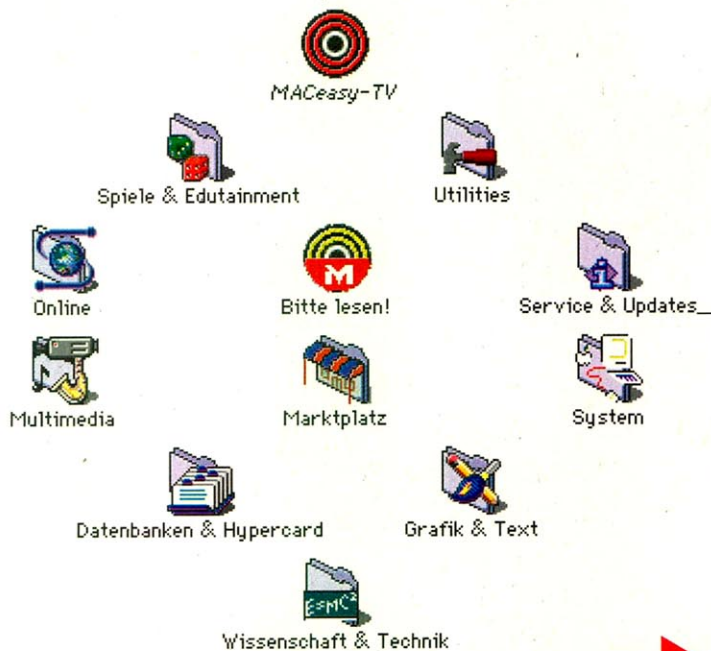 MACeasy-TV
Spiele & Edutainment
Utilities
Online
M
Bitte lesen!
Service & Updates_
Multimedia
Marktplatz
System
Datenbanken & Hypercard
Grafik & Text
E=MC²
Wissenschaft & Technik